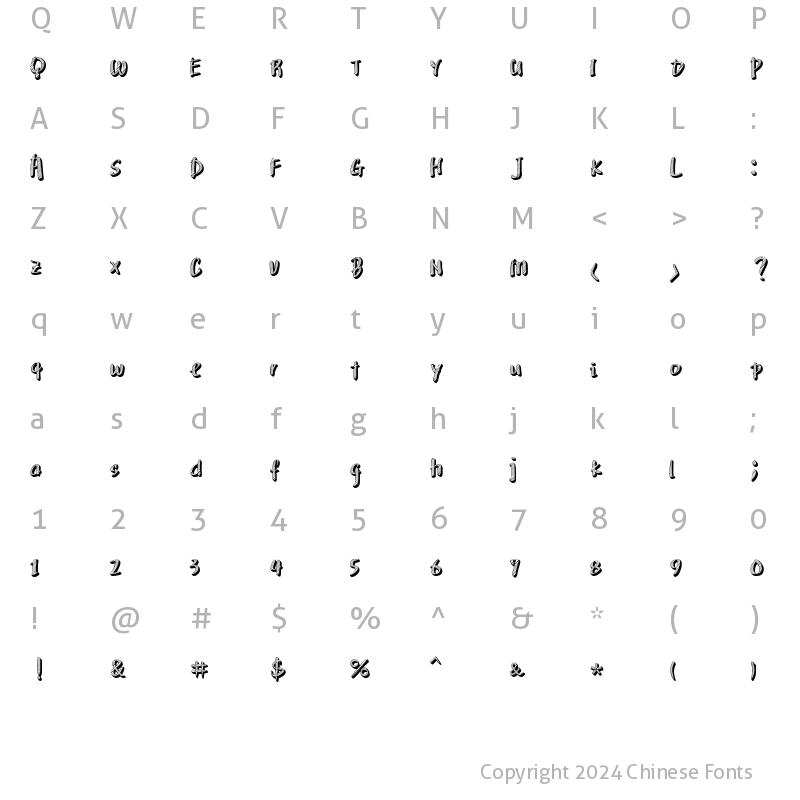 Q W E R T Y U I O P
Q W E R T Y U I D P
A S D F G H J K L :
A S D F G H J K L :
Z X C V B N M < > ?
z x C v B N m < > ?
q w e r t y u i o p
q w e r t y u i o p
a s d f g h j k l ;
a s d f g h j k l ;
1 2 3 4 5 6 7 8 9 0
1 2 3 4 5 6 7 8 9 0
! @ # $ % ^ & * ( )
! & # $ % ^ & * ( )
Copyright 2024 Chinese Fonts